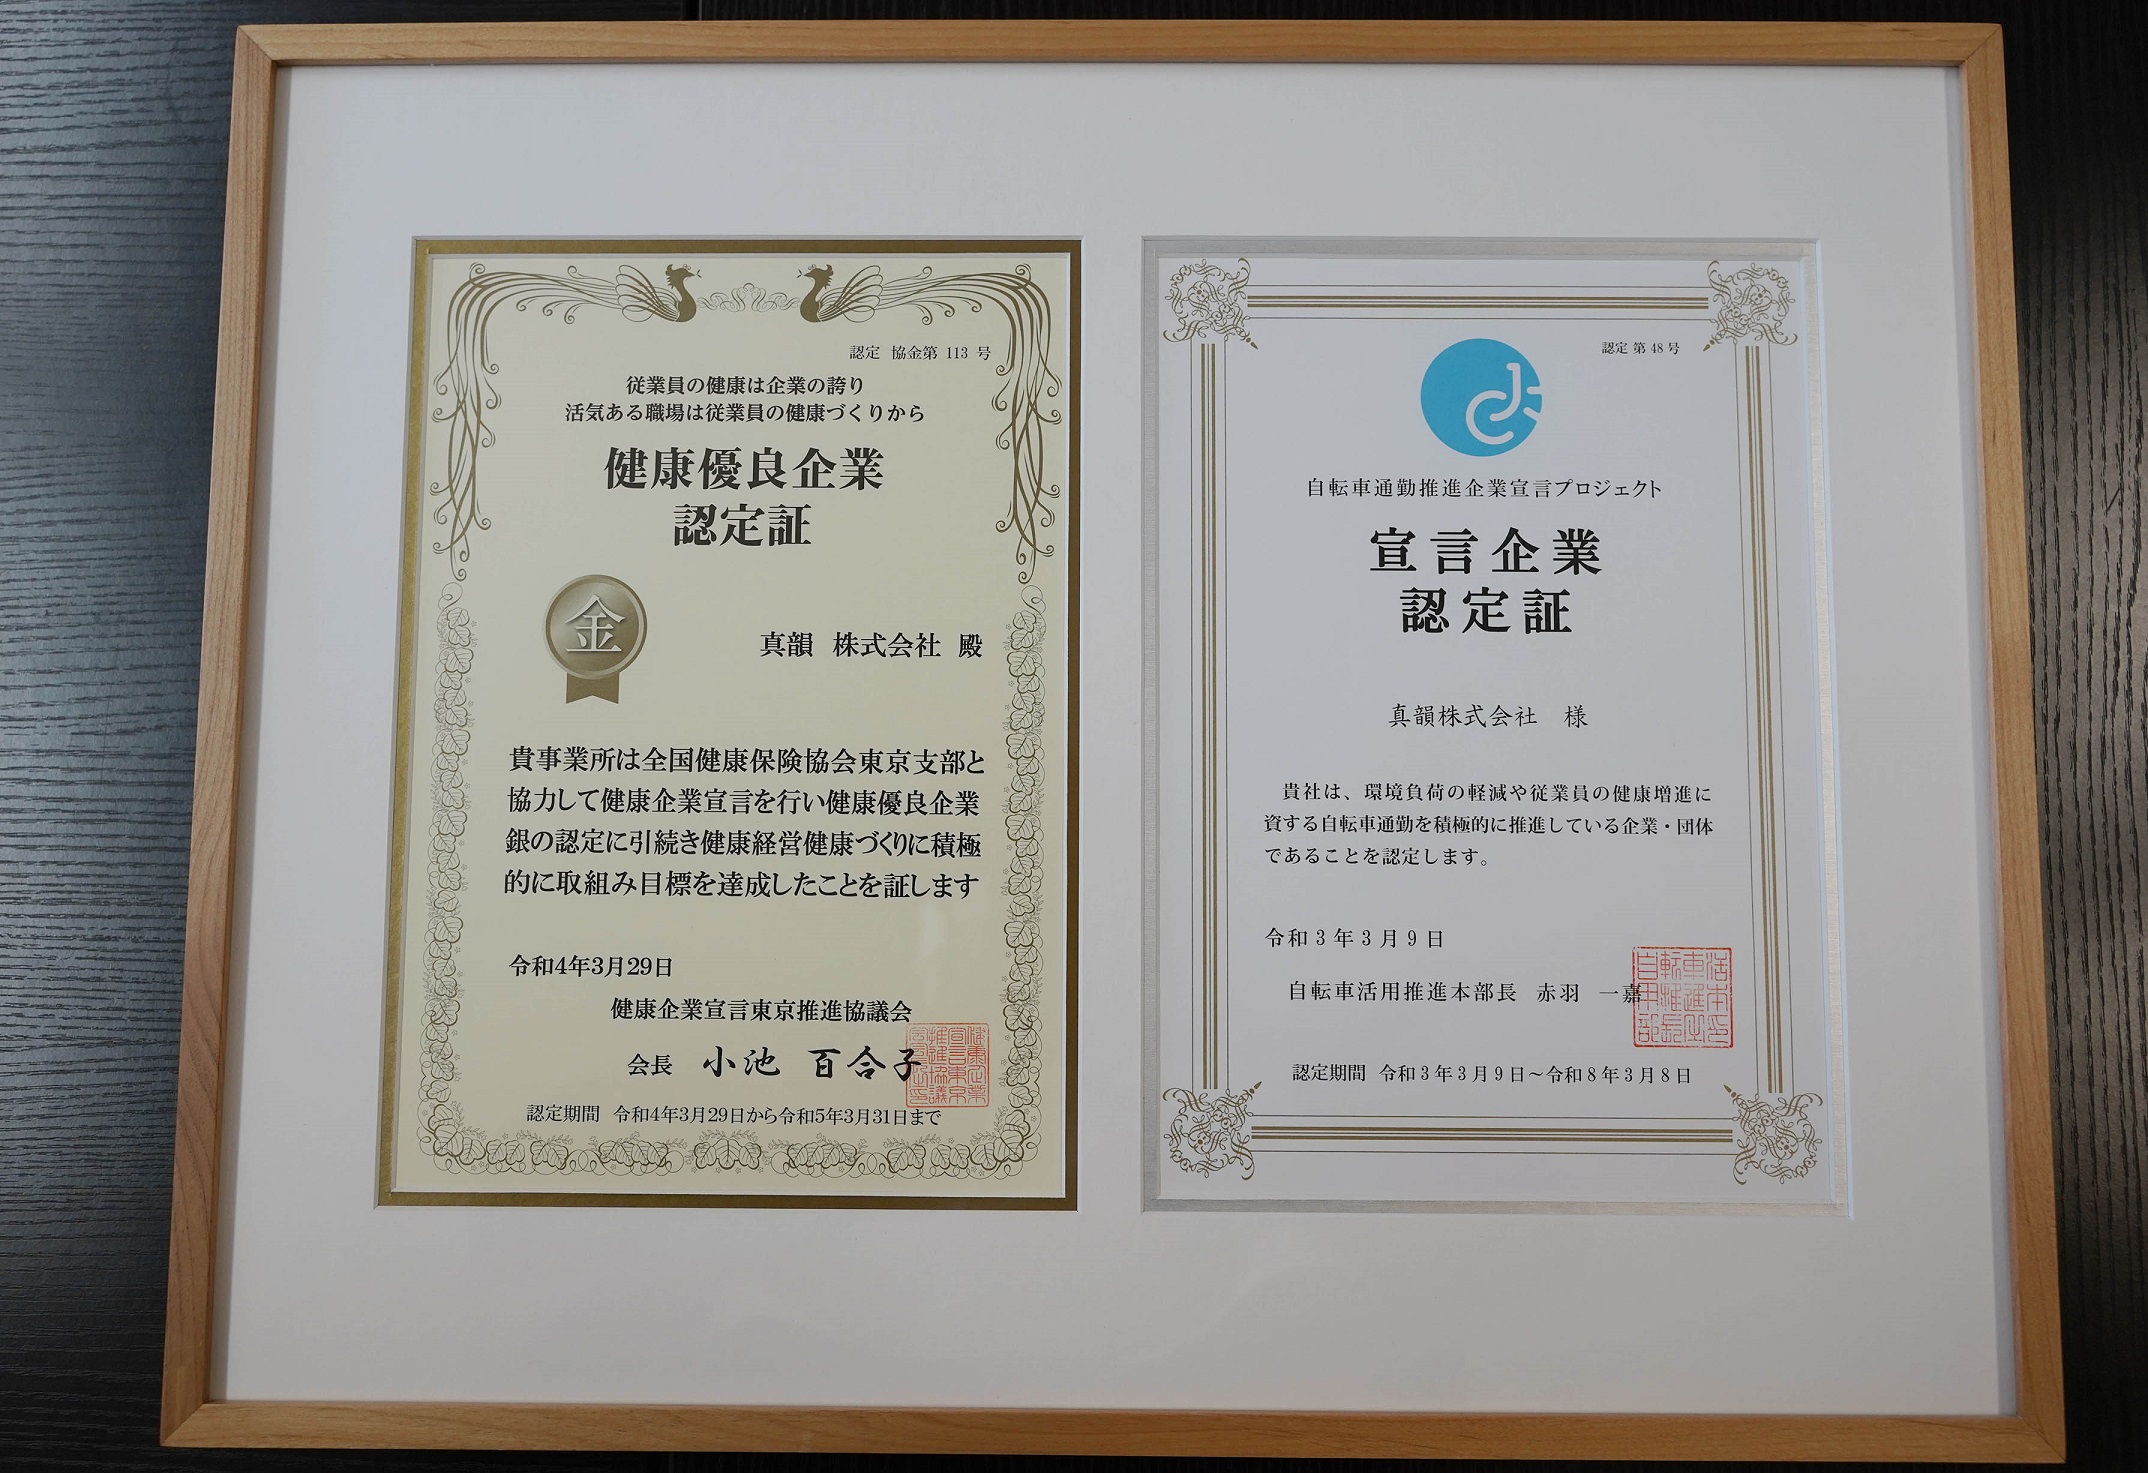 認定 協金第 113 号
従業員の健康は企業の誇り
活気ある職場は従業員の健康づくりから
健康優良企業
認定証
金
真韻 株式会社 殿
貴事業所は全国健康保険協会東京支部と
協力して健康企業宣言を行い健康優良企業
銀の認定に引続き健康経営健康づくりに積極
的に取組み目標を達成したことを証します
令和4年3月29日
健康企業宣言東京推進協議会
会長 小池 百合子
認定期間 令和4年3月29日から令和5年3月31日まで
認定 第 48 号
自転車通勤推進企業宣言プロジェクト
宣言企業
認定証
真韻株式会社 様
貴社は、環境負荷の軽減や従業員の健康増進に
資する自転車通勤を積極的に推進している企業・団体
であることを認定します。
令和3年3月9日
自転車活用推進本部長 赤羽 一嘉
認定期間 令和3年3月9日〜令和8年3月8日